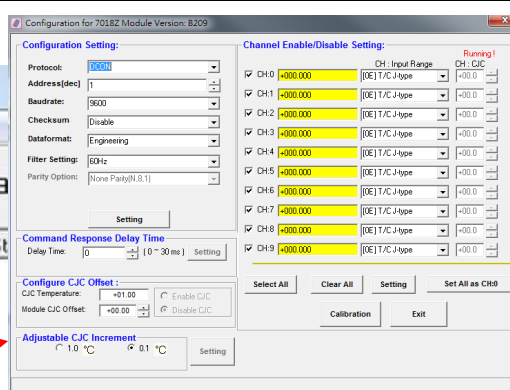 Configuration for 7018Z Module Version: B209
Configuration Setting:
Protocol: DCON
Address[dec] 1
Baudrate: 9600
Checksum Disable
Dataformat: Engineering
Filter Setting: 60Hz
Parity Option: None Parity(N,8,1)
Setting
Command Response Delay Time
Delay Time: 0 ( 0 ~ 30 ms ) Setting
Configure CJC Offset :
CJC Temperature: +01.00 Enable CJC
Module CJC Offset: +00.00 Disable CJC
Adjustable CJC Increment
1.0 °C 0.1 °C Setting
Channel Enable/Disable Setting:
Running!
CH : Input Range CH : CJC
CH:0 +000.000 [0E] T/C J-type +00.0
CH:1 +000.000 [0E] T/C J-type +00.0
CH:2 +000.000 [0E] T/C J-type +00.0
CH:3 +000.000 [0E] T/C J-type +00.0
CH:4 +000.000 [0E] T/C J-type +00.0
CH:5 +000.000 [0E] T/C J-type +00.0
CH:6 +000.000 [0E] T/C J-type +00.0
CH:7 +000.000 [0E] T/C J-type +00.0
CH:8 +000.000 [0E] T/C J-type +00.0
CH:9 +000.000 [0E] T/C J-type +00.0
Select All Clear All Setting Set All as CH:0
Calibration Exit